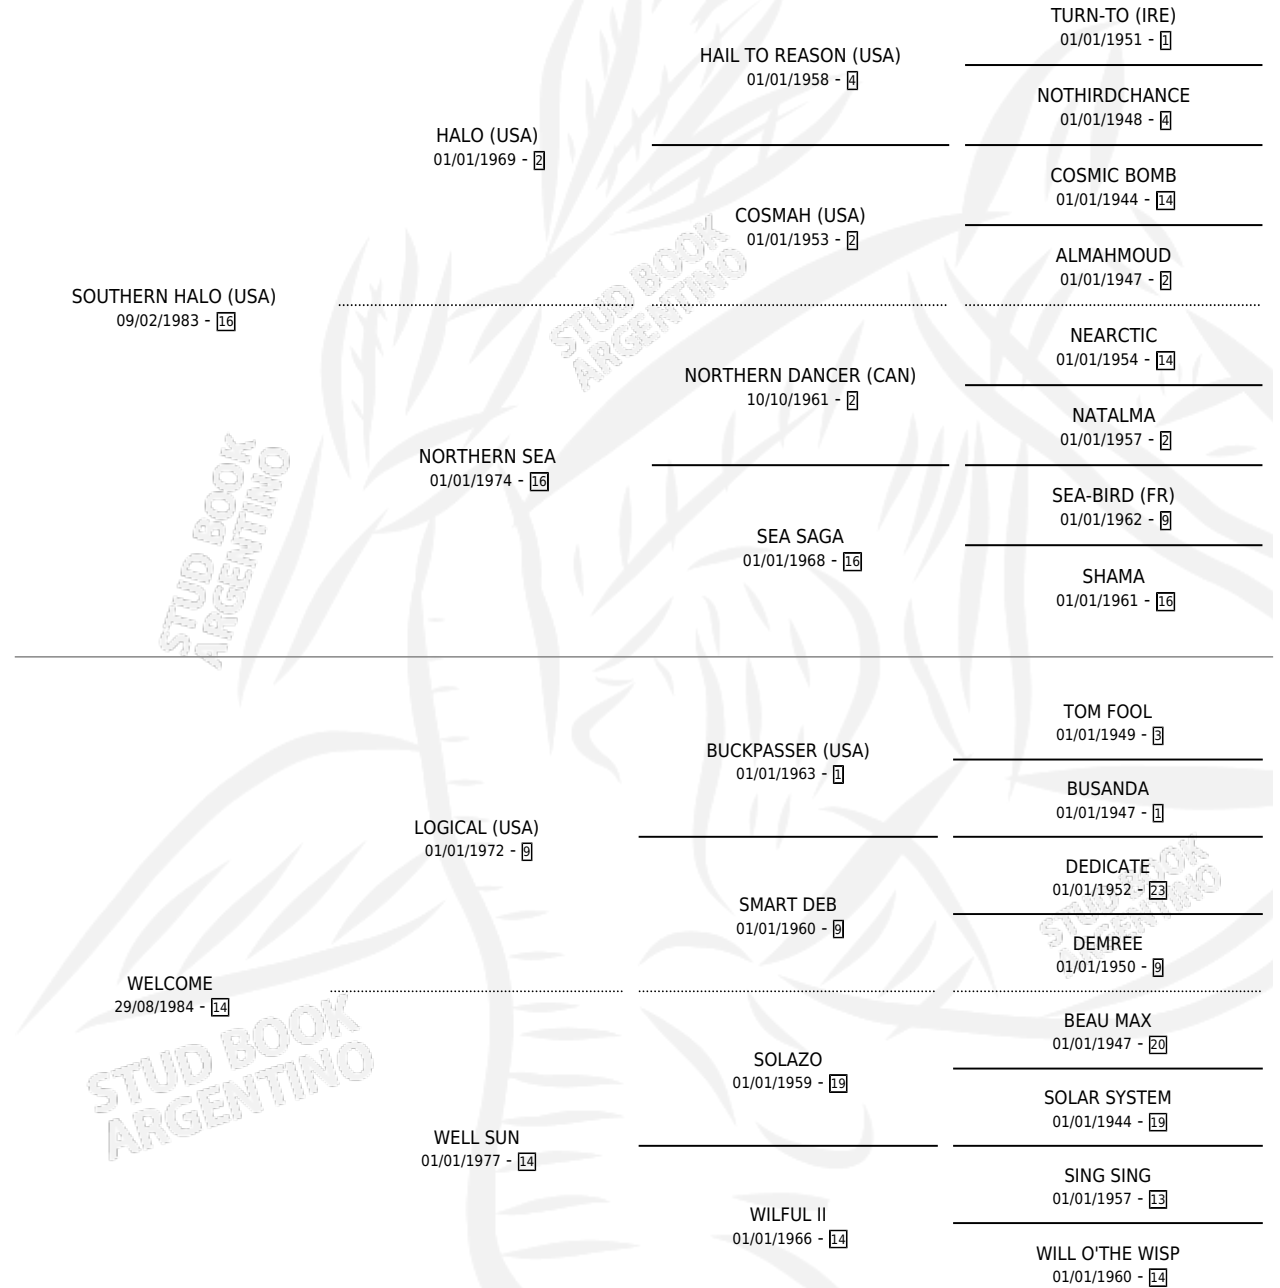 TURN-TO (IRE)
01/01/1951 - 1
HAIL TO REASON (USA)
01/01/1958 - 4
NOTHIRDCHANCE
01/01/1948 - 4
HALO (USA)
01/01/1969 - 2
COSMIC BOMB
01/01/1944 - 14
COSMAH (USA)
01/01/1953 - 2
ALMAHMOUD
01/01/1947 - 2
SOUTHERN HALO (USA)
09/02/1983 - 16
NEARCTIC
01/01/1954 - 14
NORTHERN DANCER (CAN)
10/10/1961 - 2
NATALMA
01/01/1957 - 2
NORTHERN SEA
01/01/1974 - 16
SEA-BIRD (FR)
01/01/1962 - 9
SEA SAGA
01/01/1968 - 16
SHAMA
01/01/1961 - 16
TOM FOOL
01/01/1949 - 3
BUCKPASSER (USA)
01/01/1963 - 1
BUSANDA
01/01/1947 - 1
LOGICAL (USA)
01/01/1972 - 9
DEDICATE
01/01/1952 - 23
SMART DEB
01/01/1960 - 9
DEMREE
01/01/1950 - 9
WELCOME
29/08/1984 - 14
BEAU MAX
01/01/1947 - 20
SOLAZO
01/01/1959 - 19
SOLAR SYSTEM
01/01/1944 - 19
WELL SUN
01/01/1977 - 14
SING SING
01/01/1957 - 13
WILFUL II
01/01/1966 - 14
WILL O'THE WISP
01/01/1960 - 14
STUD BOOK
ARGENTINO
STUD BOOK
ARGENTINO
STUD BOOK
ARGENTINO
STUD BOOK
ARGENTINO